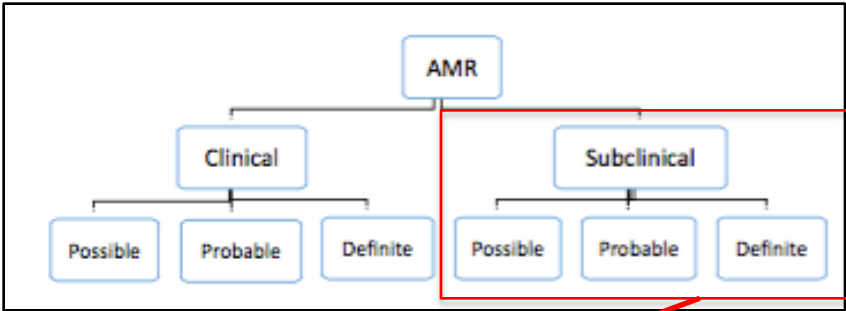 AMR
Clinical Subclinical
Possible Probable Definite Possible Probable Definite